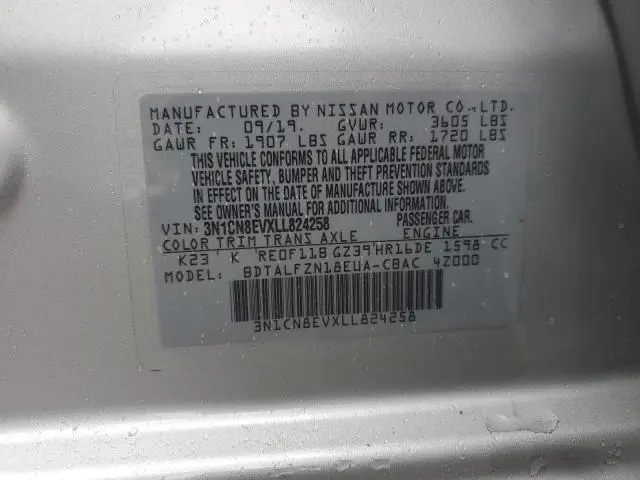 MANUFACTURED BY NISSAN MOTOR CO., LTD.
DATE: 09/19. GVWR: 3605 LBS
GAWR FR: 1907 LBS GAWR RR: 1720 LBS
THIS VEHICLE CONFORMS TO ALL APPLICABLE FEDERAL MOTOR
VEHICLE SAFETY, BUMPER AND THEFT PREVENTION STANDARDS
IN EFFECT ON THE DATE OF MANUFACTURE SHOWN ABOVE.
SEE OWNER'S MANUAL FOR ADDITIONAL INFORMATION.
VIN: 3N1CN8EVXLL824258 PASSENGER CAR.
COLOR TRIM TRANS AXLE ENGINE
K23 K RE0F11B GZ39 HR16DE 1598 CC
MODEL: BDTALFZN18EUA-CBAC 4Z000
3N1CN8EVXLL824258